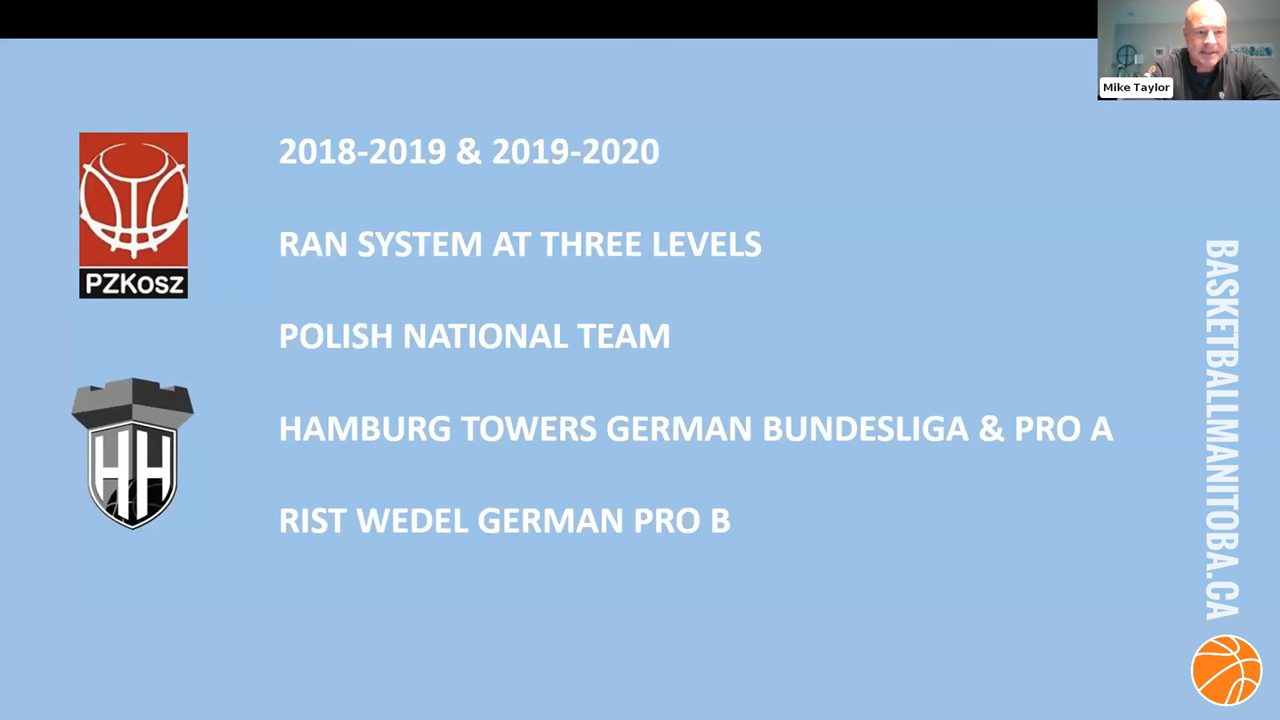 Mike Taylor
2018-2019 & 2019-2020
RAN SYSTEM AT THREE LEVELS
PZKosz
POLISH NATIONAL TEAM
HAMBURG TOWERS GERMAN BUNDESLIGA & PRO A
HH
RIST WEDEL GERMAN PRO B
BASKETBALLMANITOBA.CA